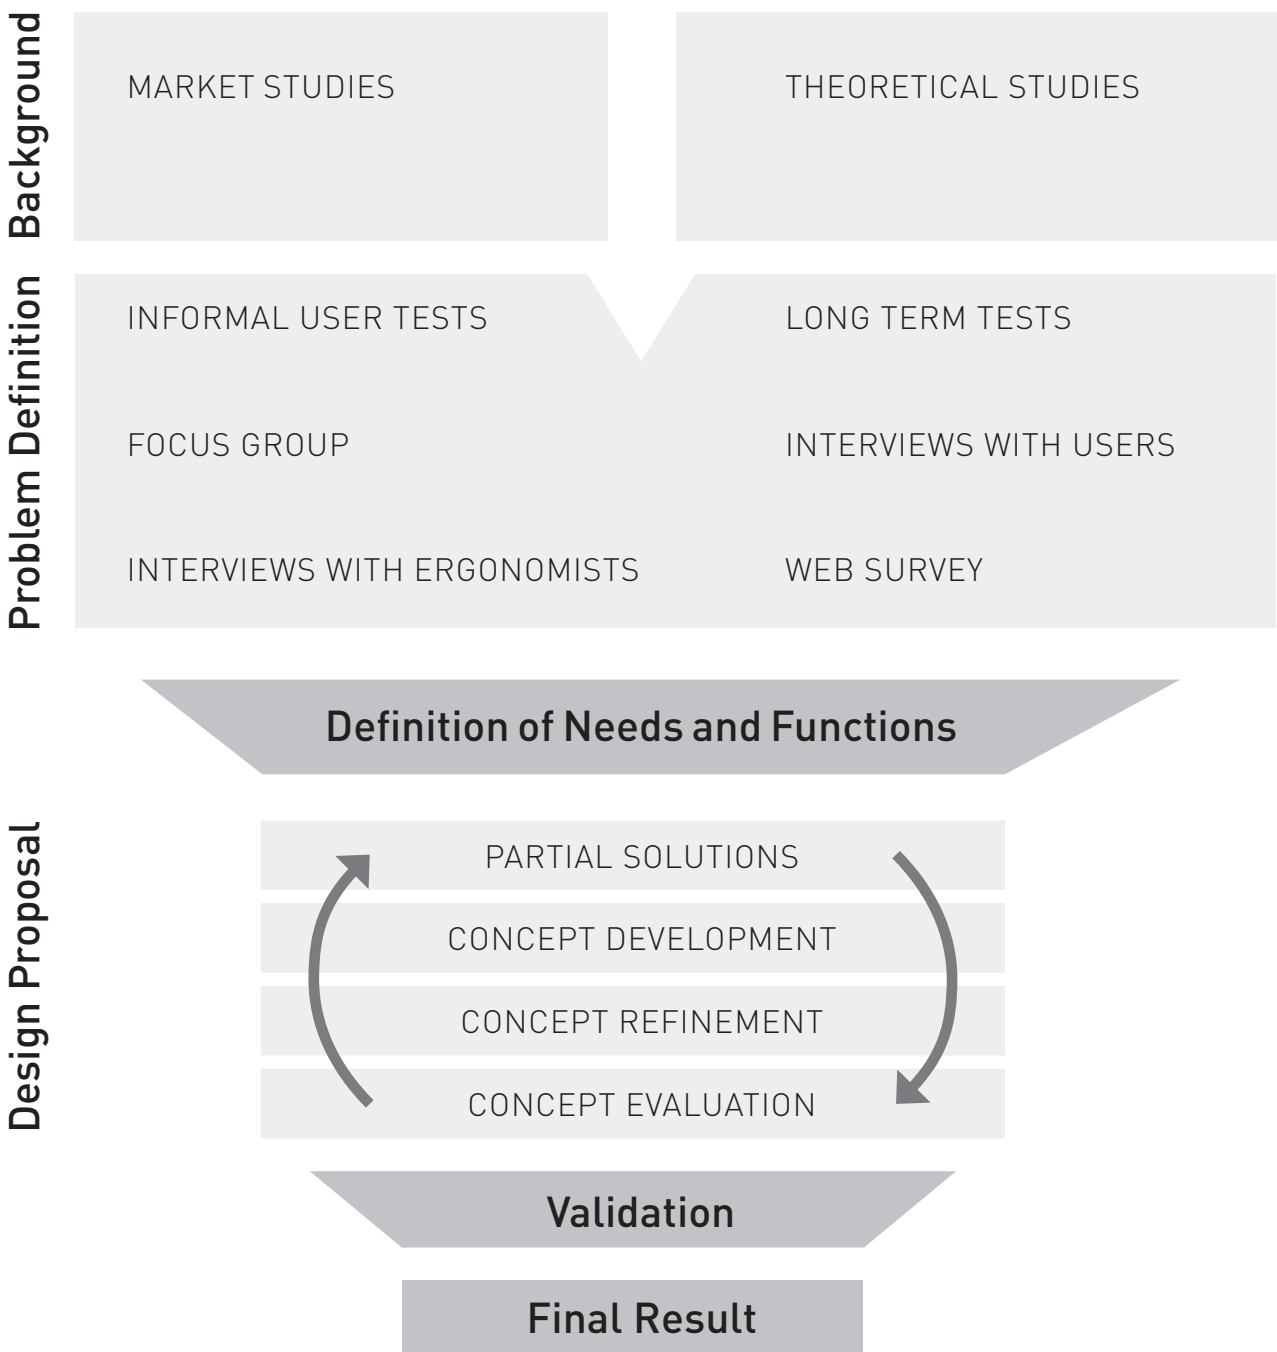 Background
MARKET STUDIES
THEORETICAL STUDIES
Problem Definition
INFORMAL USER TESTS
LONG TERM TESTS
FOCUS GROUP
INTERVIEWS WITH USERS
INTERVIEWS WITH ERGONOMISTS
WEB SURVEY
Definition of Needs and Functions
Design Proposal
PARTIAL SOLUTIONS
CONCEPT DEVELOPMENT
CONCEPT REFINEMENT
CONCEPT EVALUATION
Validation
Final Result